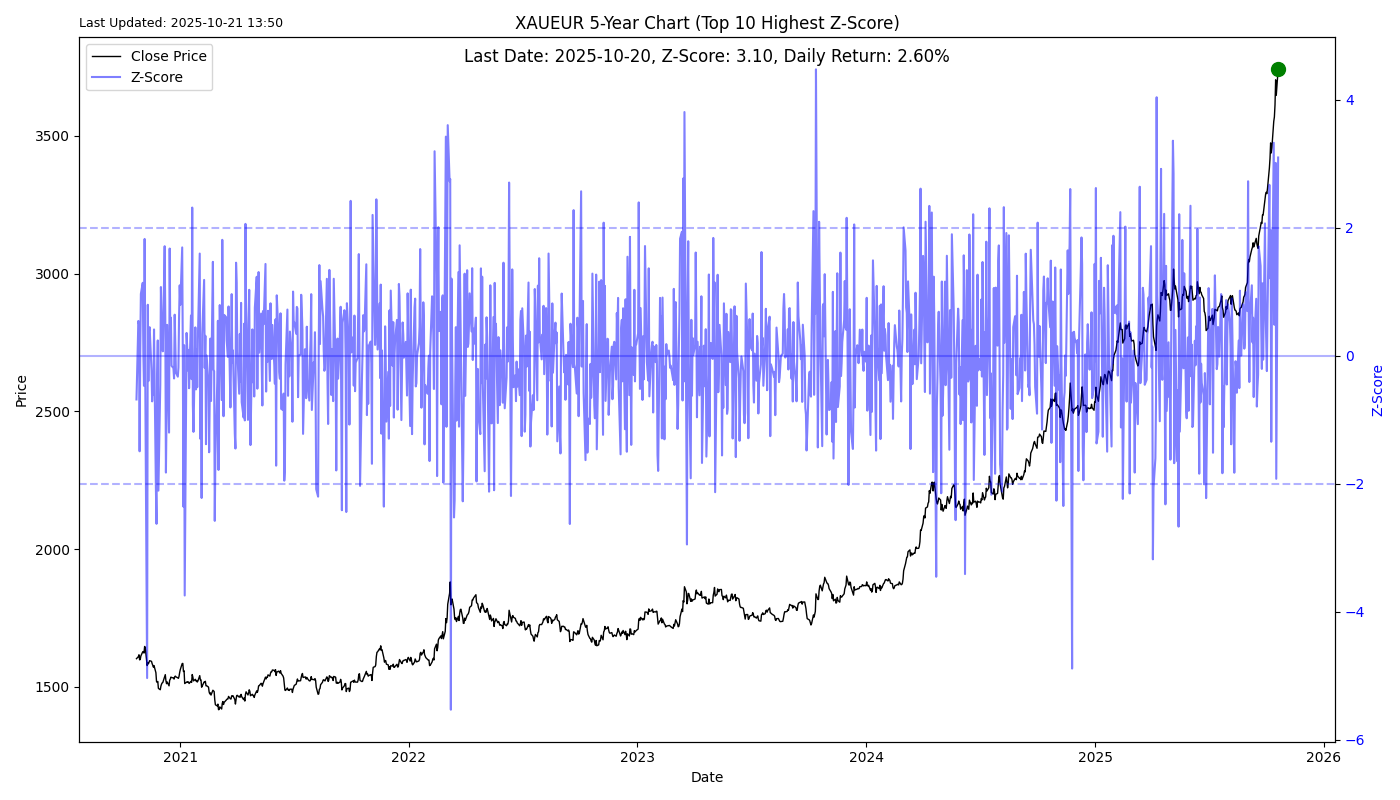 Last Updated: 2025-10-21 13:50
XAUEUR 5-Year Chart (Top 10 Highest Z-Score)
Last Date: 2025-10-20, Z-Score: 3.10, Daily Return: 2.60%
Close Price
Z-Score
3500
3000
2500
2000
1500
Price
4
2
0
−2
−4
−6
Z-Score
2021
2022
2023
2024
2025
2026
Date